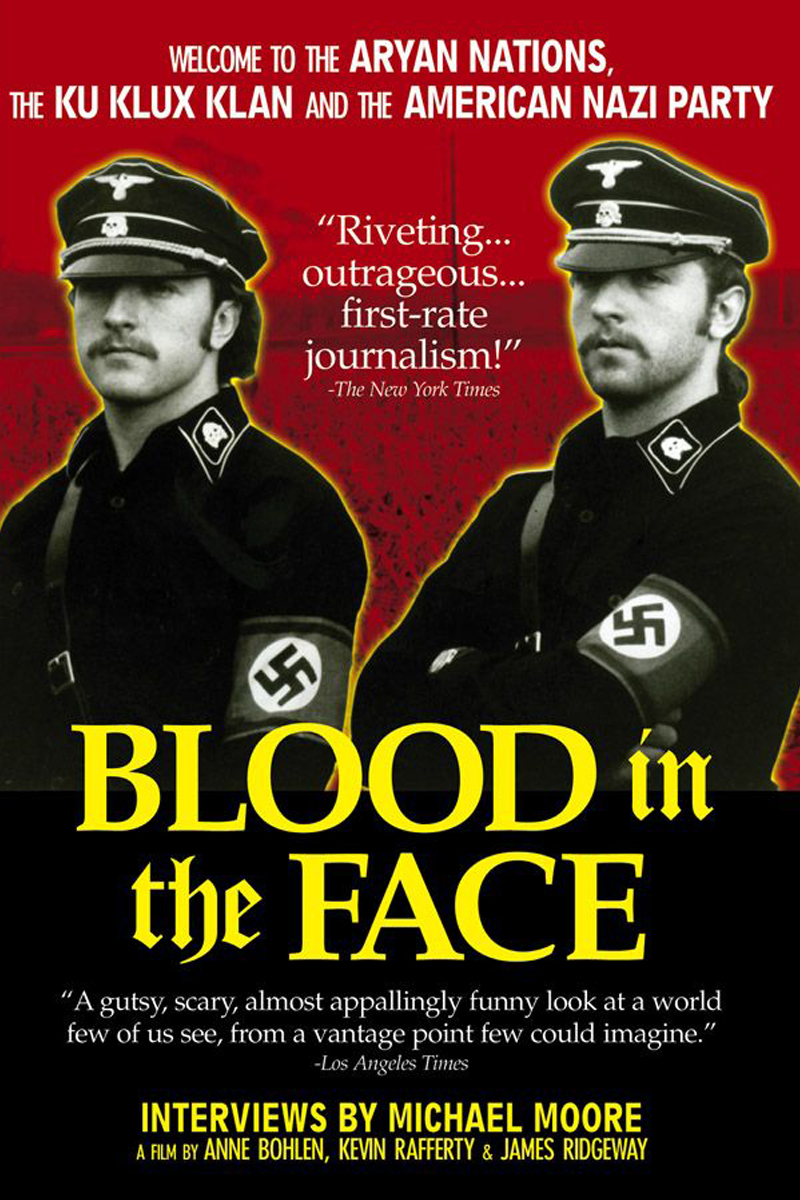 WELCOME TO THE ARYAN NATIONS,
THE KU KLUX KLAN AND THE AMERICAN NAZI PARTY
“Riveting...
outrageous...
first-rate
journalism!”
-The New York Times
BLOOD in
the FACE
“A gutsy, scary, almost appallingly funny look at a world
few of us see, from a vantage point few could imagine.”
-Los Angeles Times
INTERVIEWS BY MICHAEL MOORE
A FILM BY ANNE BOHLEN, KEVIN RAFFERTY & JAMES RIDGEWAY